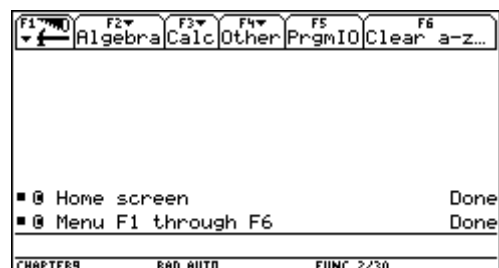 F1 F2 F3 F4 F5 F6
Algebra Calc Other PrgmIO Clear a-z…
Home screen Done
Menu F1 through F6 Done
CHAPTER9 RAD AUTO FUNC 2/30